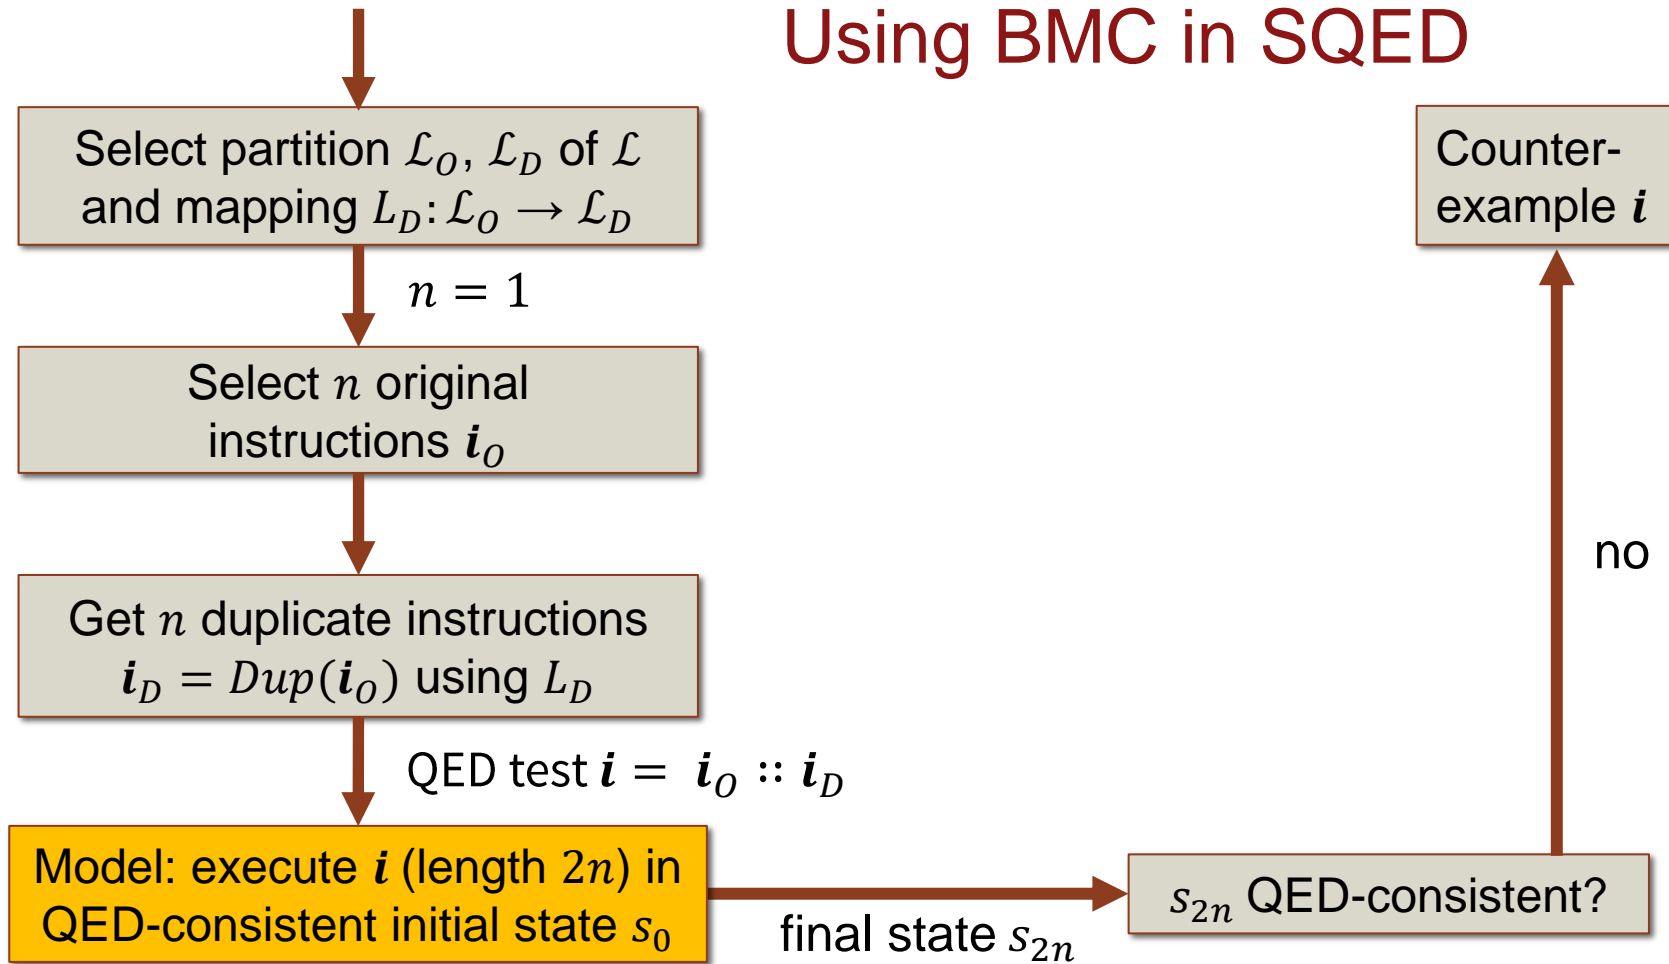 Using BMC in SQED
Select partition ℒ_O, ℒ_D of ℒ
and mapping L_D: ℒ_O → ℒ_D
n = 1
Select n original
instructions i_O
Get n duplicate instructions
i_D = Dup(i_O) using L_D
QED test i = i_O :: i_D
Model: execute i (length 2n) in
QED-consistent initial state s_0
final state s_2n
s_2n QED-consistent?
no
Counter-
example i